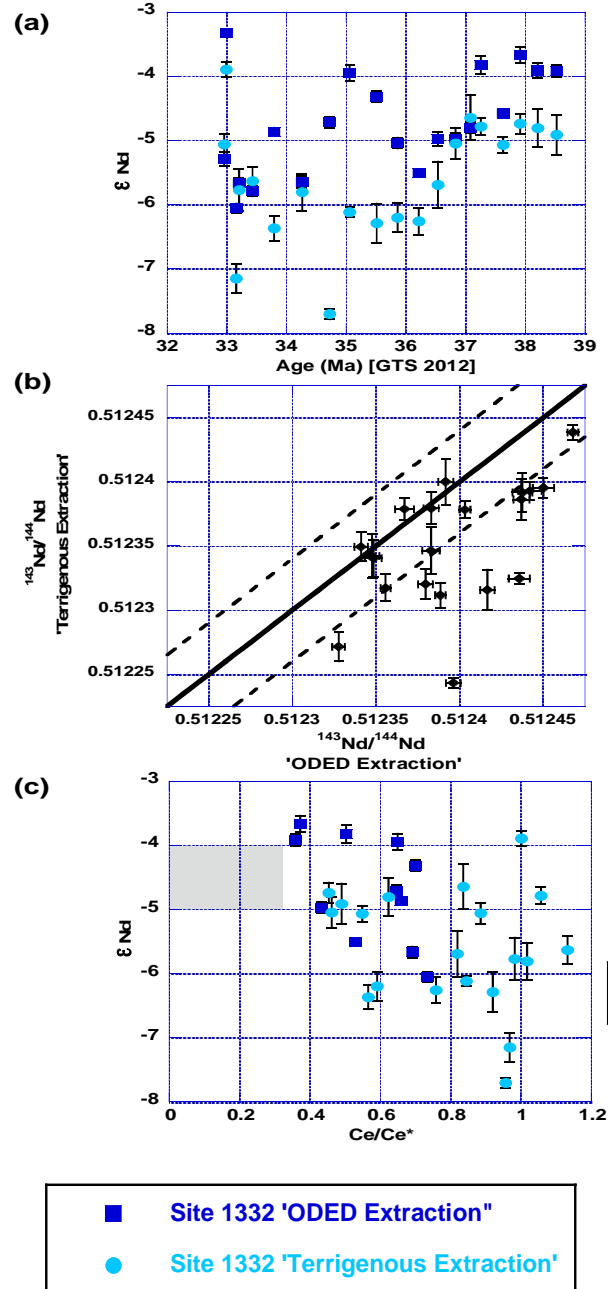 (a)
-3
-4
-5
-6
-7
-8
ε Nd
32 33 34 35 36 37 38 39
Age (Ma) [GTS 2012]
(b)
0.51245
0.5124
0.51235
0.5123
0.51225
143Nd/144Nd
'Terrigenous Extraction'
0.51225 0.5123 0.51235 0.5124 0.51245
143Nd/144Nd
'ODED Extraction'
(c)
-3
-4
-5
-6
-7
-8
ε Nd
0 0.2 0.4 0.6 0.8 1 1.2
Ce/Ce*
Site 1332 'ODED Extraction"
Site 1332 'Terrigenous Extraction'